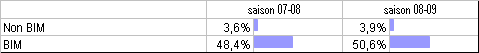 saison 07-08 saison 08-09
Non BIM 3,6% 3,9%
BIM 48,4% 50,6%